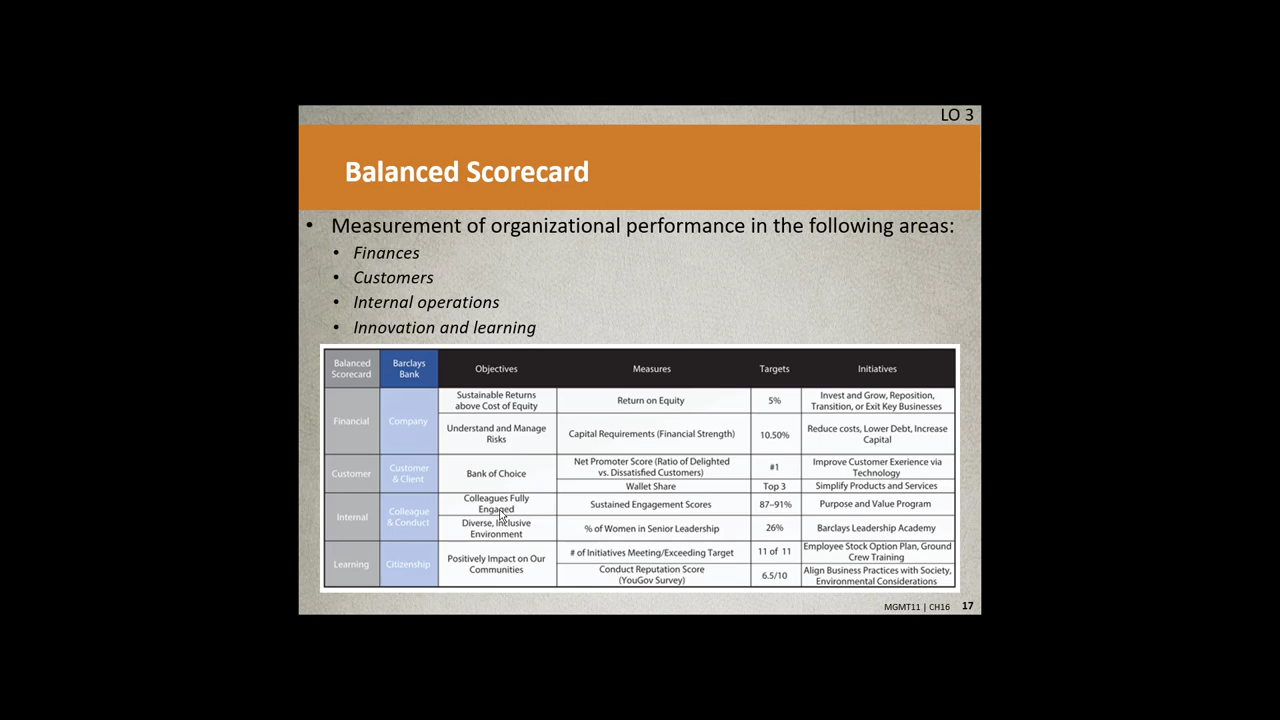 LO 3
Balanced Scorecard
• Measurement of organizational performance in the following areas:
• Finances
• Customers
• Internal operations
• Innovation and learning
Balanced
Scorecard
Barclays
Bank
Objectives
Measures
Targets
Initiatives
Financial
Company
Sustainable Returns
above Cost of Equity
Return on Equity
5%
Invest and Grow, Reposition,
Transition, or Exit Key Businesses
Understand and Manage
Risks
Capital Requirements (Financial Strength)
10.50%
Reduce costs, Lower Debt, Increase
Capital
Customer
Customer
& Client
Bank of Choice
Net Promoter Score (Ratio of Delighted
vs. Dissatisfied Customers)
#1
Improve Customer Exerience via
Technology
Wallet Share
Top 3
Simplify Products and Services
Internal
Colleague
& Conduct
Colleagues Fully
Engaged
Sustained Engagement Scores
87–91%
Purpose and Value Program
Diverse, Inclusive
Environment
% of Women in Senior Leadership
26%
Barclays Leadership Academy
Learning
Citizenship
Positively Impact on Our
Communities
# of Initiatives Meeting/Exceeding Target
11 of 11
Employee Stock Option Plan, Ground
Crew Training
Conduct Reputation Score
(YouGov Survey)
6.5/10
Align Business Practices with Society,
Environmental Considerations
MGMT11 | CH16 17